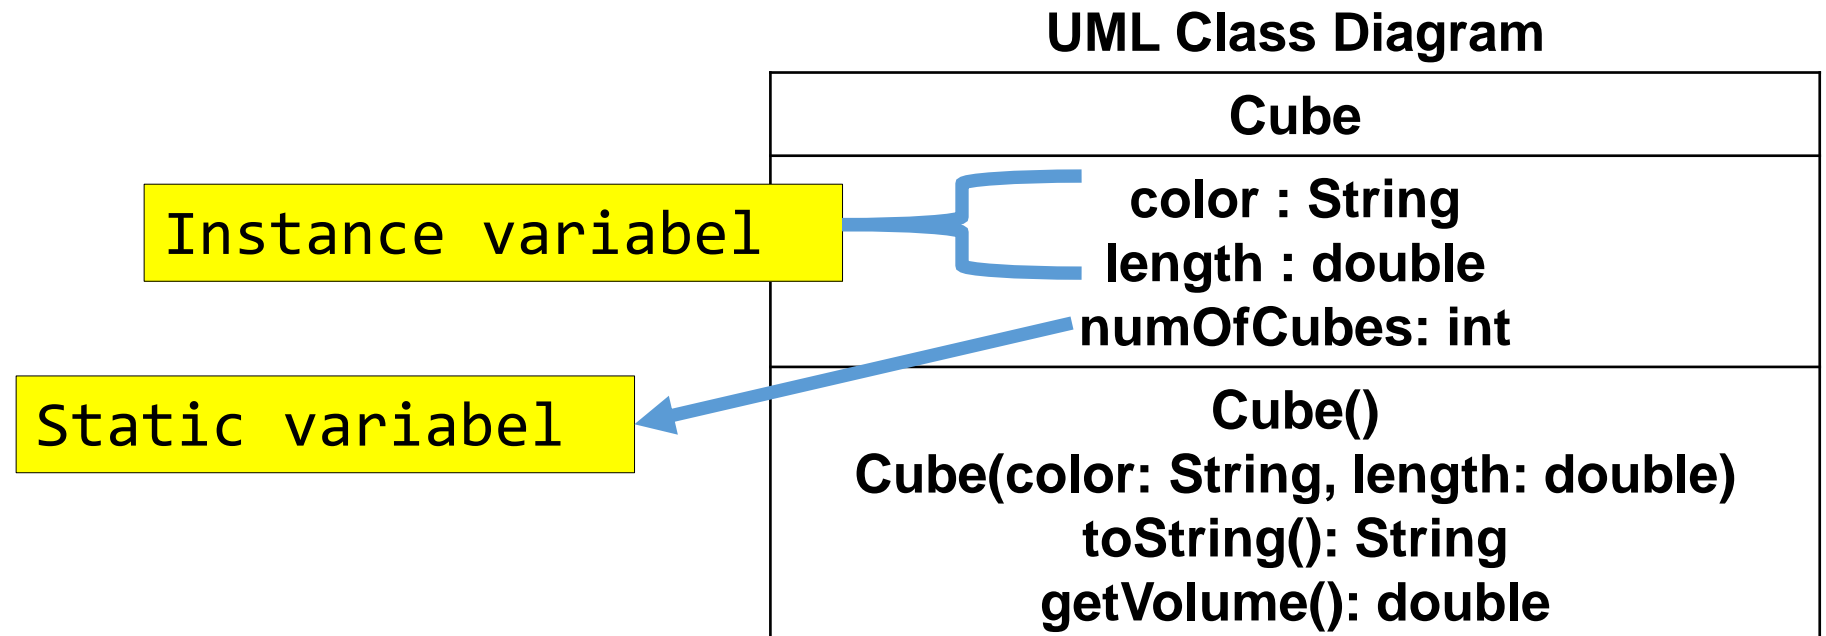 UML Class Diagram
Cube
Instance variabel
color : String
length : double
numOfCubes: int
Static variabel
Cube()
Cube(color: String, length: double)
toString(): String
getVolume(): double